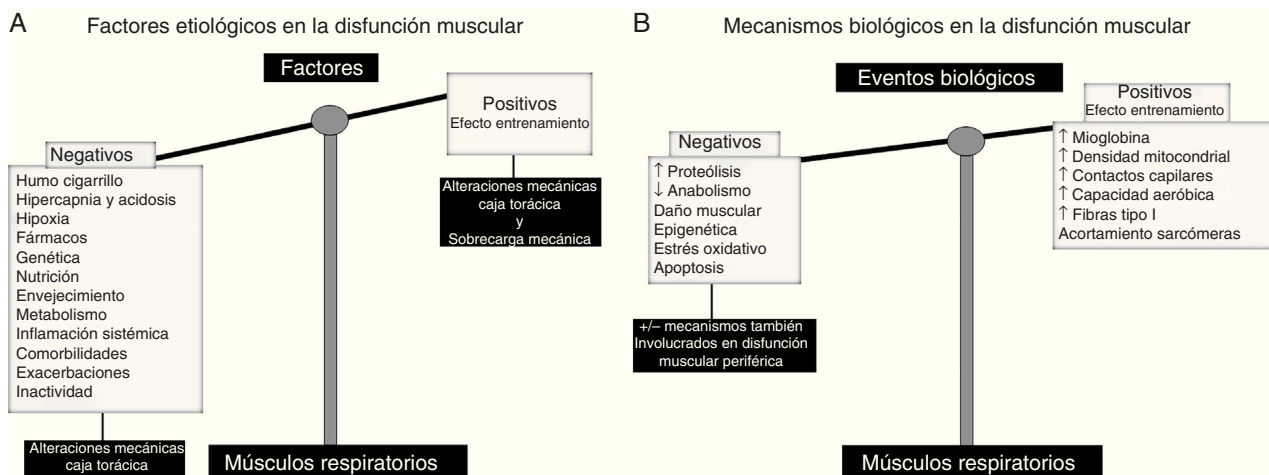 A
Factores etiológicos en la disfunción muscular
Factores
Positivos
Efecto entrenamiento
Negativos
Humo cigarrillo
Hipercapnia y acidosis
Hipoxia
Fármacos
Genética
Nutrición
Envejecimiento
Metabolismo
Inflamación sistémica
Comorbilidades
Exacerbaciones
Inactividad
Alteraciones mecánicas
caja torácica
y
Sobrecarga mecánica
Alteraciones mecánicas
caja torácica
Músculos respiratorios
B
Mecanismos biológicos en la disfunción muscular
Eventos biológicos
Positivos
Efecto entrenamiento
↑ Mioglobina
↑ Densidad mitocondrial
↑ Contactos capilares
↑ Capacidad aeróbica
↑ Fibras tipo I
Acortamiento sarcómeras
Negativos
↑ Proteólisis
↓ Anabolismo
Daño muscular
Epigenética
Estrés oxidativo
Apoptosis
+/– mecanismos también
Involucrados en disfunción
muscular periférica
Músculos respiratorios